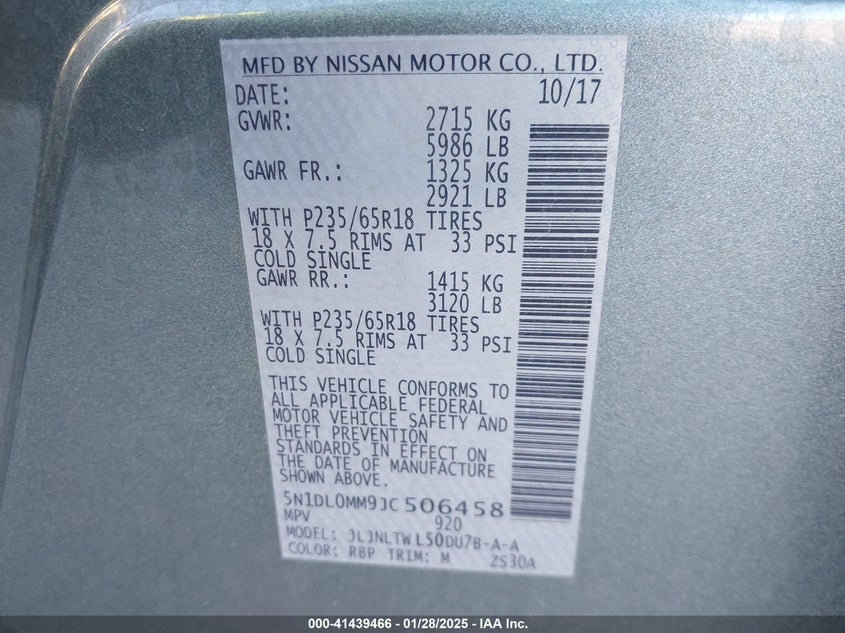 MFD BY NISSAN MOTOR CO., LTD.
DATE: 10/17
GVWR: 2715 KG
5986 LB
GAWR FR.: 1325 KG
2921 LB
WITH P235/65R18 TIRES
18 X 7.5 RIMS AT 33 PSI
COLD SINGLE
GAWR RR.: 1415 KG
3120 LB
WITH P235/65R18 TIRES
18 X 7.5 RIMS AT 33 PSI
COLD SINGLE
THIS VEHICLE CONFORMS TO
ALL APPLICABLE FEDERAL
MOTOR VEHICLE SAFETY AND
THEFT PREVENTION
STANDARDS IN EFFECT ON
THE DATE OF MANUFACTURE
SHOWN ABOVE.
5N1DL0MM9JC506458
MPV 920
MODEL: JLJNLTWL50DU7B-A-A
COLOR: RBP TRIM: M 2S30A
000-41439466 — 01/28/2025 — IAA Inc.